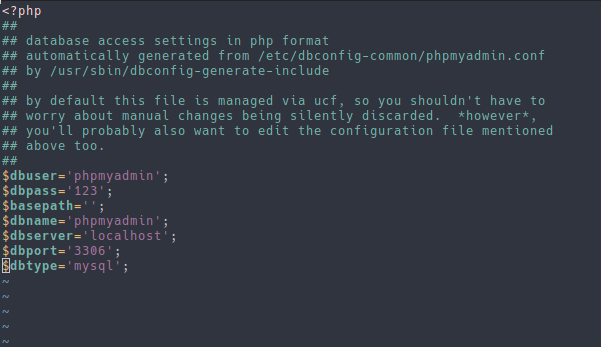 <?php
##
## database access settings in php format
## automatically generated from /etc/dbconfig-common/phpmyadmin.conf
## by /usr/sbin/dbconfig-generate-include
##
## by default this file is managed via ucf, so you shouldn't have to
## worry about manual changes being silently discarded.  *however*,
## you'll probably also want to edit the configuration file mentioned
## above too.
##
$dbuser='phpmyadmin';
$dbpass='123';
$basepath='';
$dbname='phpmyadmin';
$dbserver='localhost';
$dbport='3306';
$dbtype='mysql';
~
~
~
~
~